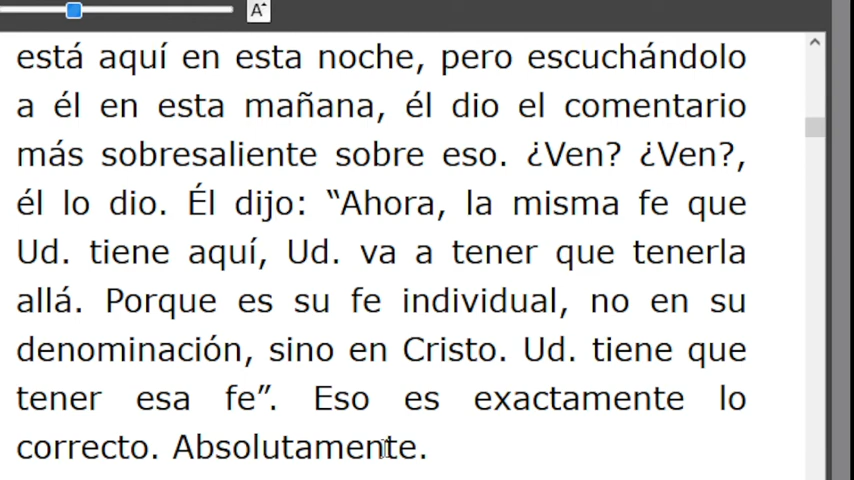 A
está aquí en esta noche, pero escuchándolo
a él en esta mañana, él dio el comentario
más sobresaliente sobre eso. ¿Ven? ¿Ven?,
él lo dio. Él dijo: “Ahora, la misma fe que
Ud. tiene aquí, Ud. va a tener que tenerla
allá. Porque es su fe individual, no en su
denominación, sino en Cristo. Ud. tiene que
tener esa fe”. Eso es exactamente lo
correcto. Absolutamente.